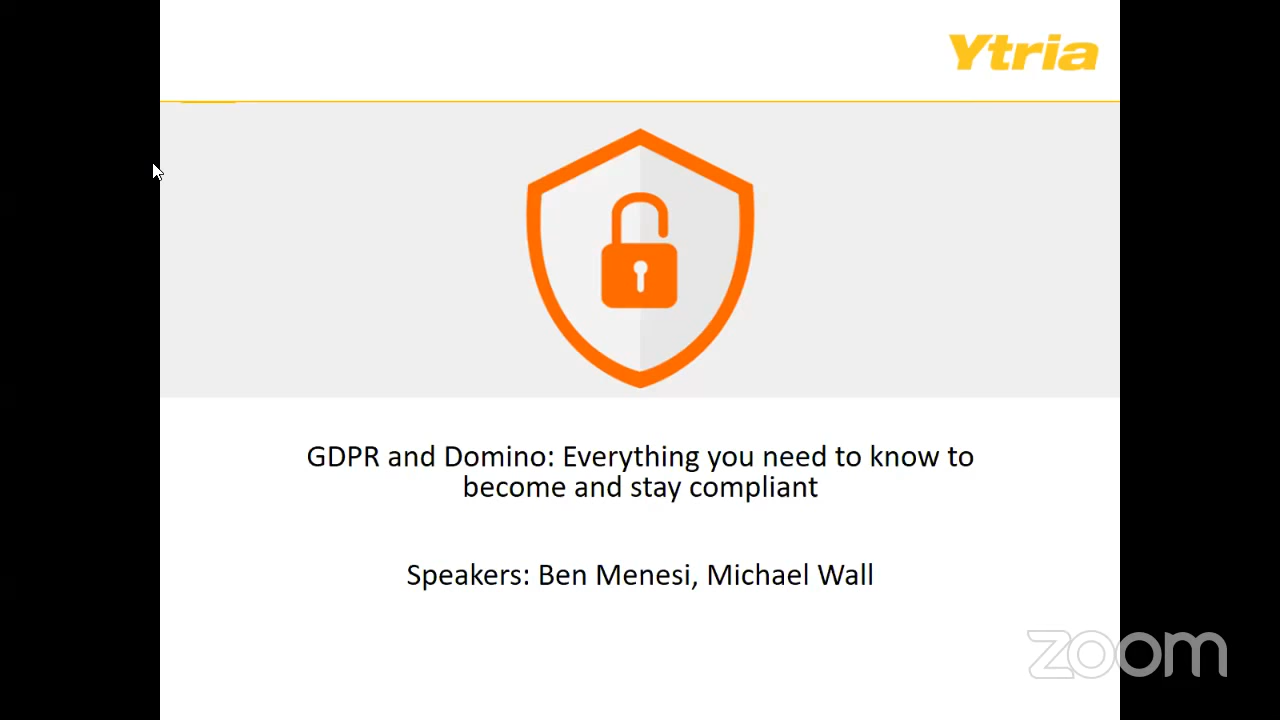 Ytria
GDPR and Domino: Everything you need to know to
become and stay compliant
Speakers: Ben Menesi, Michael Wall
zoom